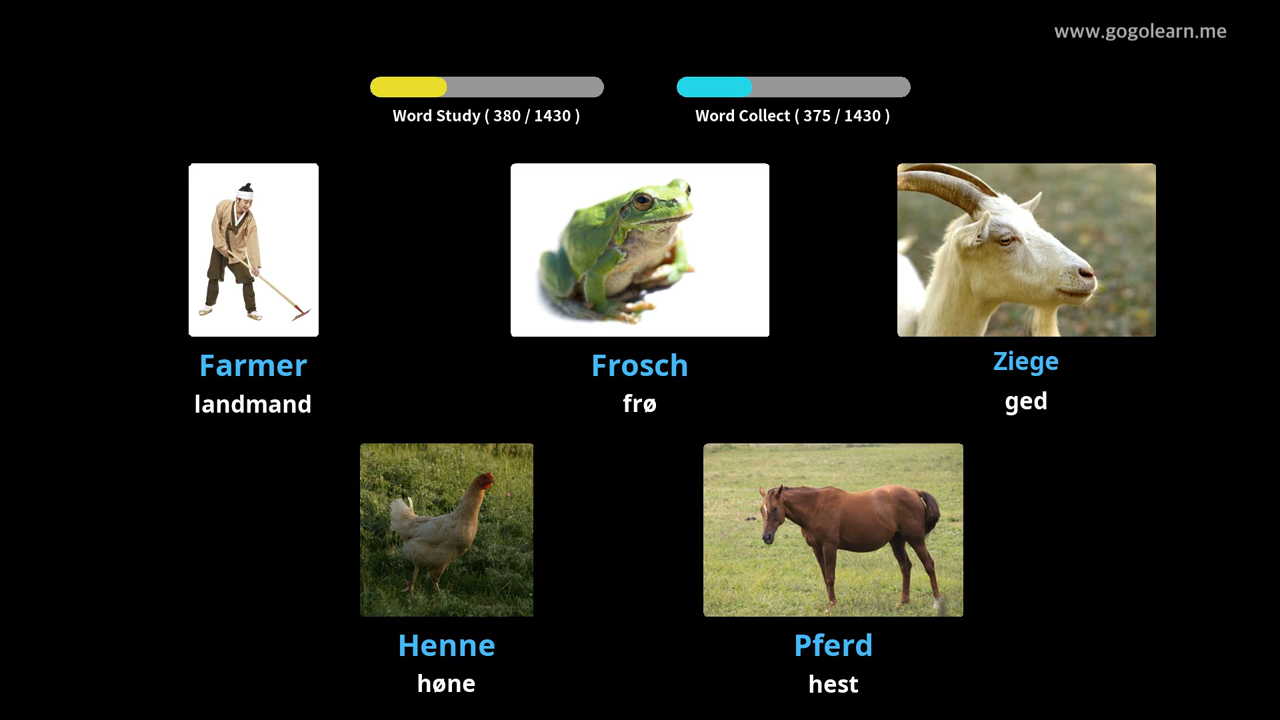 www.gogolearn.me
Word Study ( 380 / 1430 )
Word Collect ( 375 / 1430 )
Farmer
landmand
Frosch
frø
Ziege
ged
Henne
høne
Pferd
hest